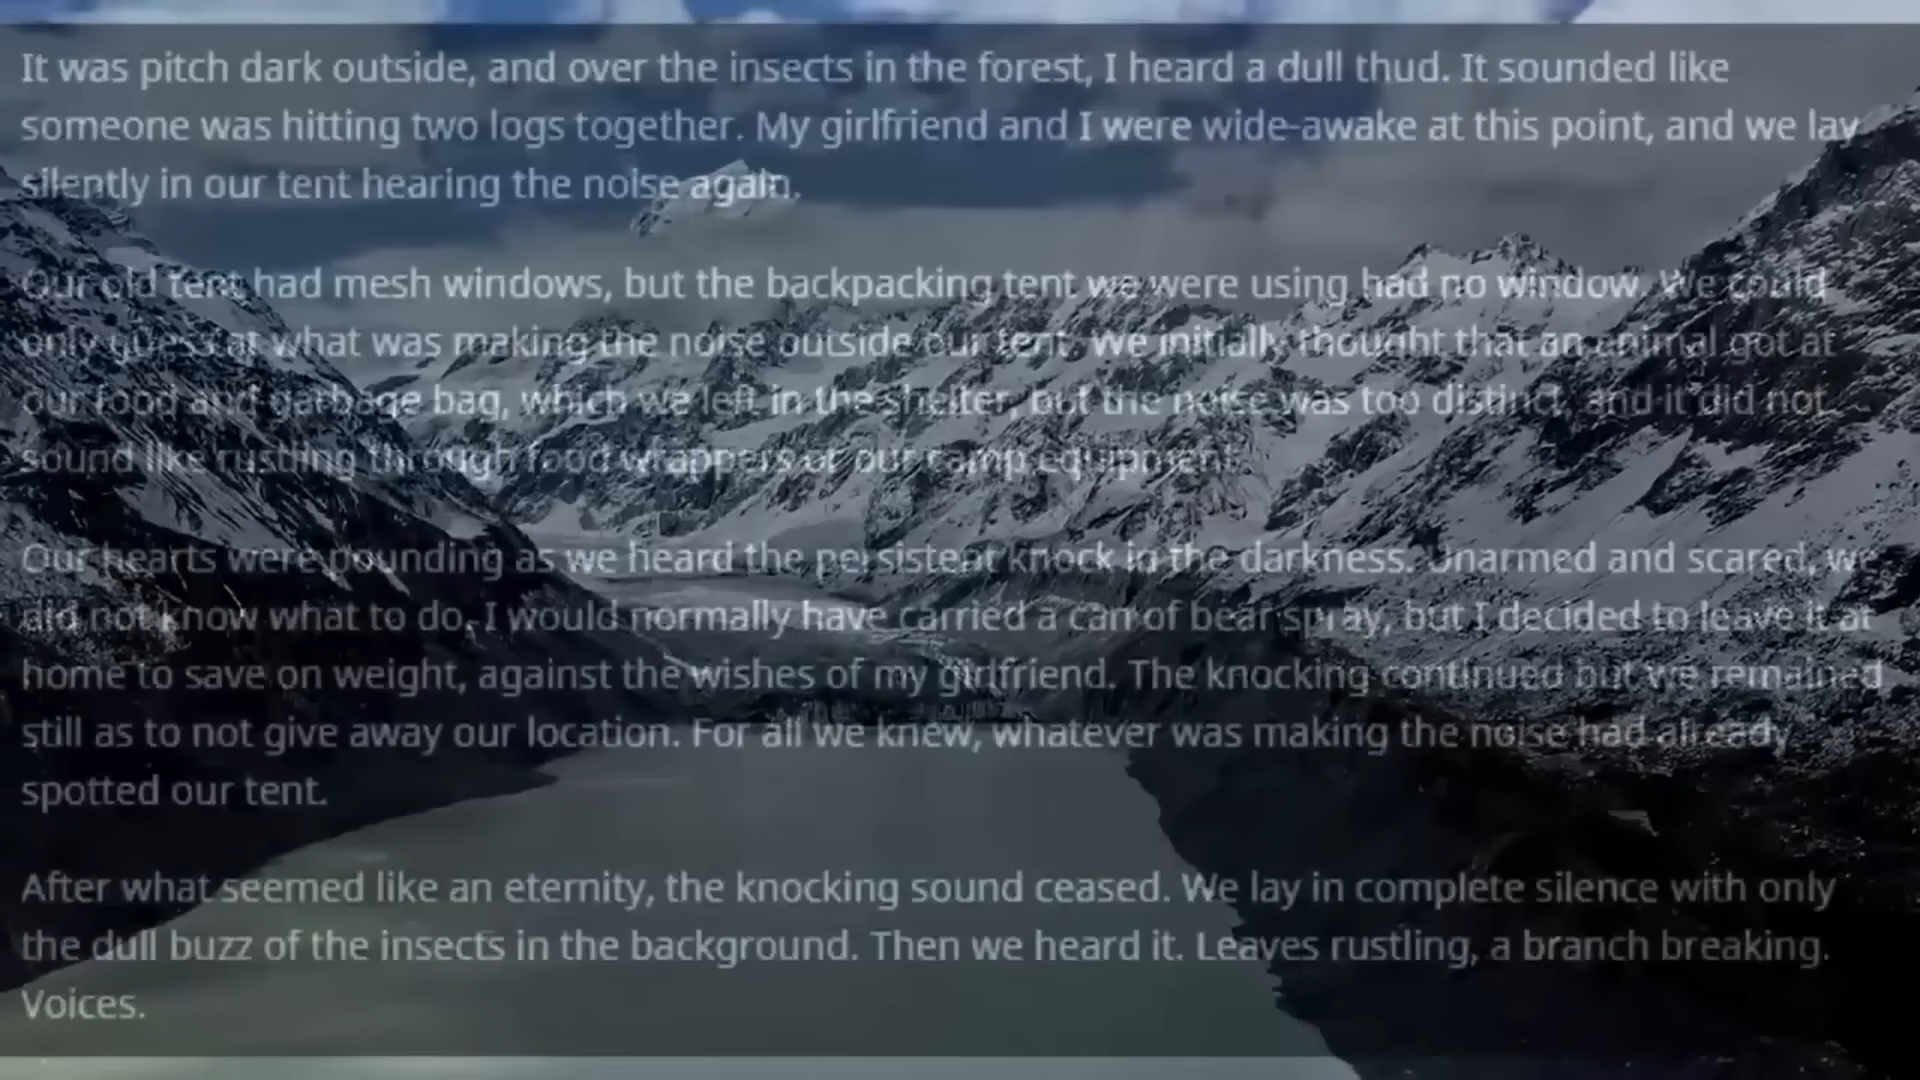 It was pitch dark outside, and over the insects in the forest, I heard a dull thud. It sounded like
someone was hitting two logs together. My girlfriend and I were wide-awake at this point, and we lay
silently in our tent hearing the noise again.
Our old tent had mesh windows, but the backpacking tent we were using had no window. We could
only guess at what was making the noise outside our tent. We initially thought that an animal got at
our food and garbage bag, which we left in the shelter, but the noise was too distinct, and it did not
sound like rustling through food wrappers or our camp equipment.
Our hearts were pounding as we heard the persistent knock in the darkness. Unarmed and scared, we
did not know what to do. I would normally have carried a can of bear spray, but I decided to leave it at
home to save on weight, against the wishes of my girlfriend. The knocking continued but we remained
still as to not give away our location. For all we knew, whatever was making the noise had already
spotted our tent.
After what seemed like an eternity, the knocking sound ceased. We lay in complete silence with only
the dull buzz of the insects in the background. Then we heard it. Leaves rustling, a branch breaking.
Voices.